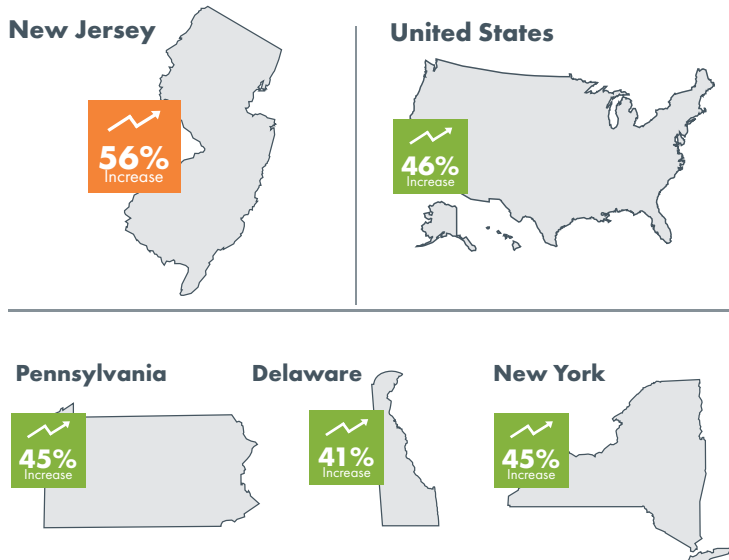 New Jersey
56%
Increase
United States
46%
Increase
Pennsylvania
45%
Increase
Delaware
41%
Increase
New York
45%
Increase